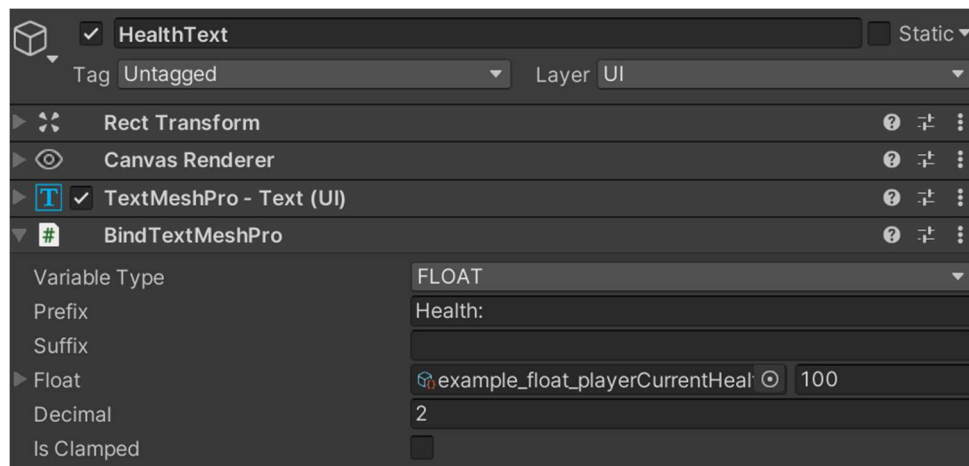 HealthText Static
Tag Untagged Layer UI
Rect Transform
Canvas Renderer
T TextMeshPro - Text (UI)
# BindTextMeshPro
Variable Type FLOAT
Prefix Health:
Suffix
Float example_float_playerCurrentHeal 100
Decimal 2
Is Clamped